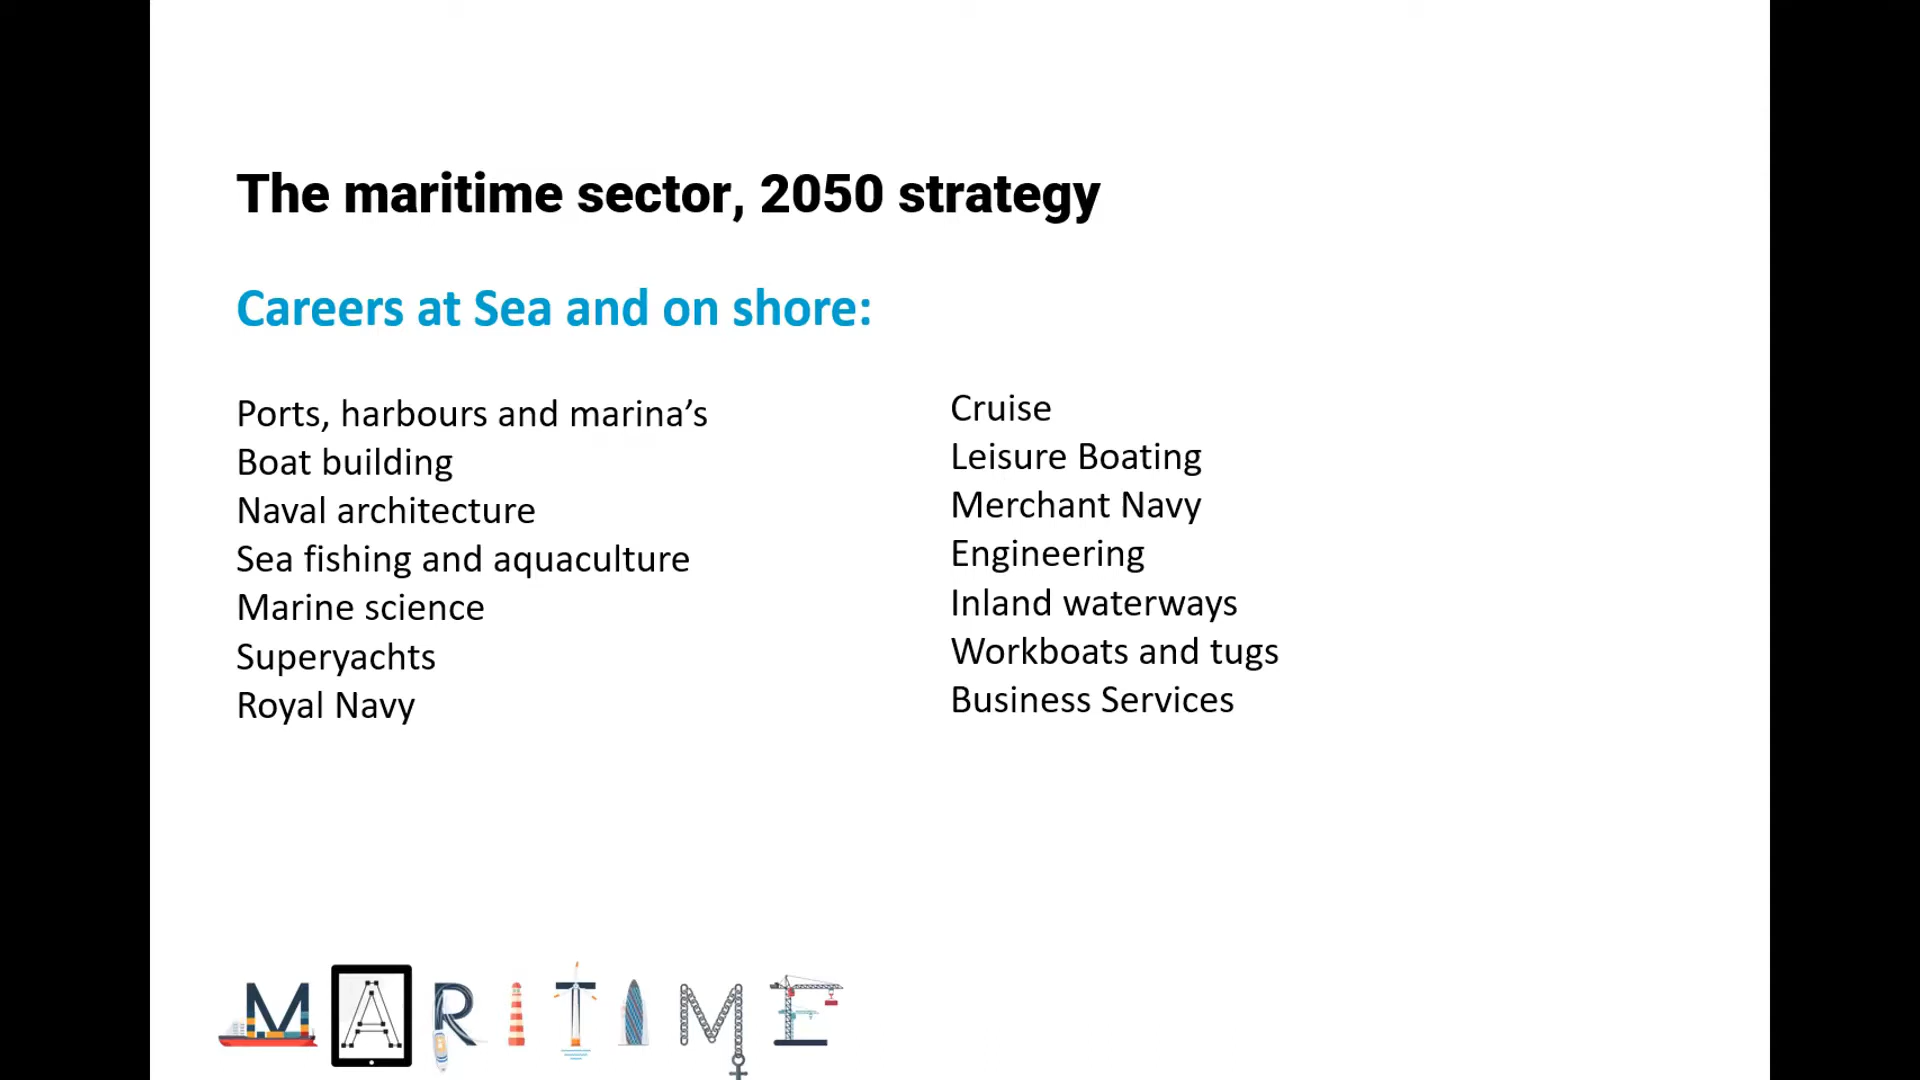 The maritime sector, 2050 strategy
Careers at Sea and on shore:
Ports, harbours and marina’s
Boat building
Naval architecture
Sea fishing and aquaculture
Marine science
Superyachts
Royal Navy
Cruise
Leisure Boating
Merchant Navy
Engineering
Inland waterways
Workboats and tugs
Business Services
MARITIME